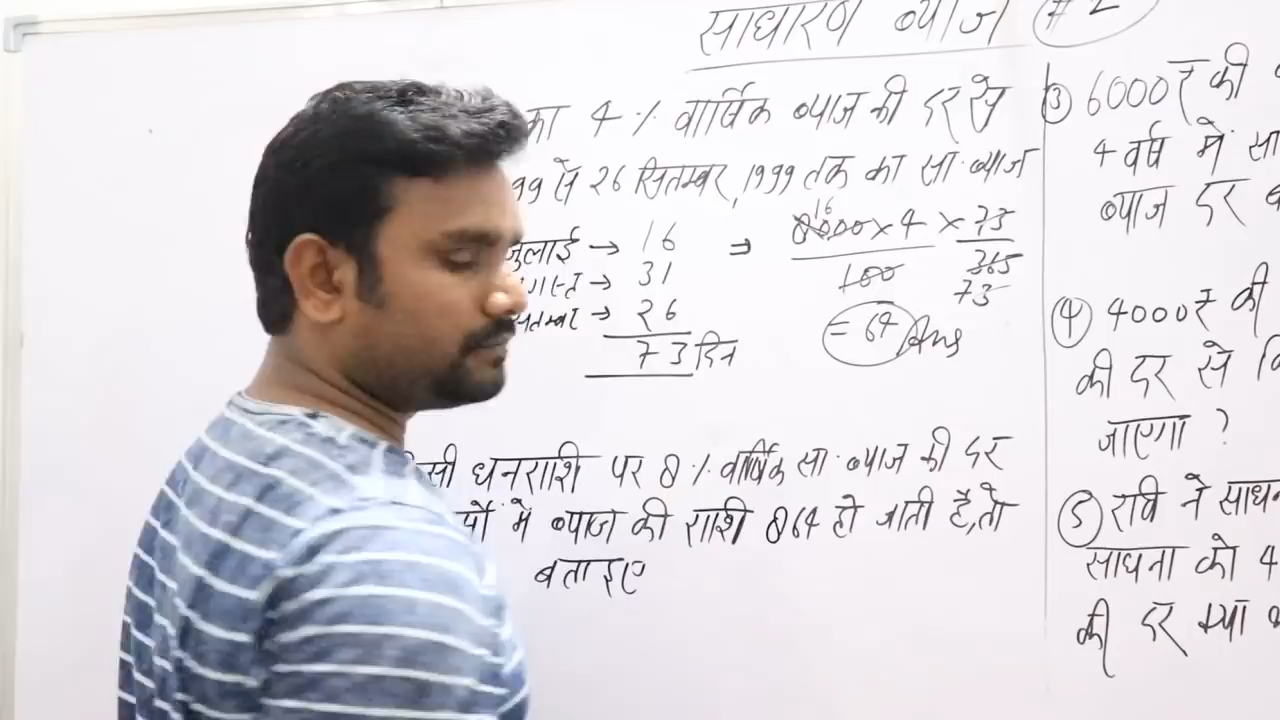 साधारण ब्याज #2
का 4 % वार्षिक ब्याज की दर से
99 से 26 सितम्बर, 1999 तक का सा. ब्याज
जुलाई → 16
→ 31
→ 26
73 दिन
⇒ 8000 × 4 × 73
16
100 365
73
= 64 Ans
धनराशि पर 8 % वार्षिक सा. ब्याज की दर
में ब्याज की राशि 864 हो जाती है, तो
बताइए
③ 6000₹ की
4 वर्ष में सा
ब्याज दर
④ 4000₹ की
की दर से
जाएगा ?
⑤ रवि ने साधन
साधना को 4
की दर क्या